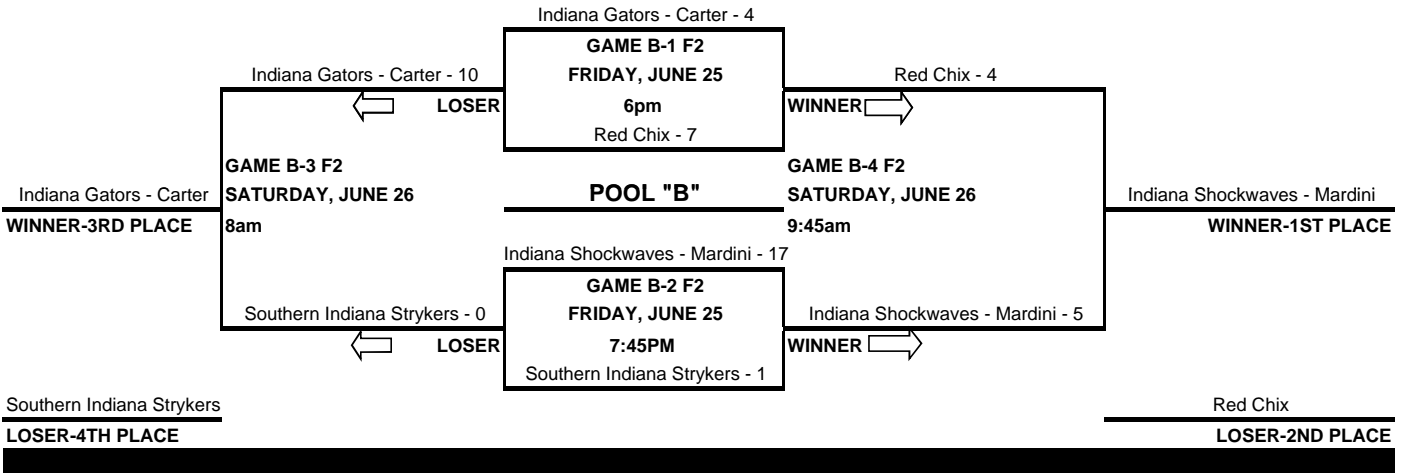 Indiana Gators - Carter - 4
GAME B-1 F2
Indiana Gators - Carter - 10 FRIDAY, JUNE 25 Red Chix - 4
LOSER 6pm WINNER
Red Chix - 7
GAME B-3 F2 GAME B-4 F2
Indiana Gators - Carter SATURDAY, JUNE 26 POOL "B" SATURDAY, JUNE 26 Indiana Shockwaves - Mardini
WINNER-3RD PLACE 8am 9:45am WINNER-1ST PLACE
Indiana Shockwaves - Mardini - 17
GAME B-2 F2
Southern Indiana Strykers - 0 FRIDAY, JUNE 25 Indiana Shockwaves - Mardini - 5
LOSER 7:45PM WINNER
Southern Indiana Strykers - 1
Southern Indiana Strykers Red Chix
LOSER-4TH PLACE LOSER-2ND PLACE